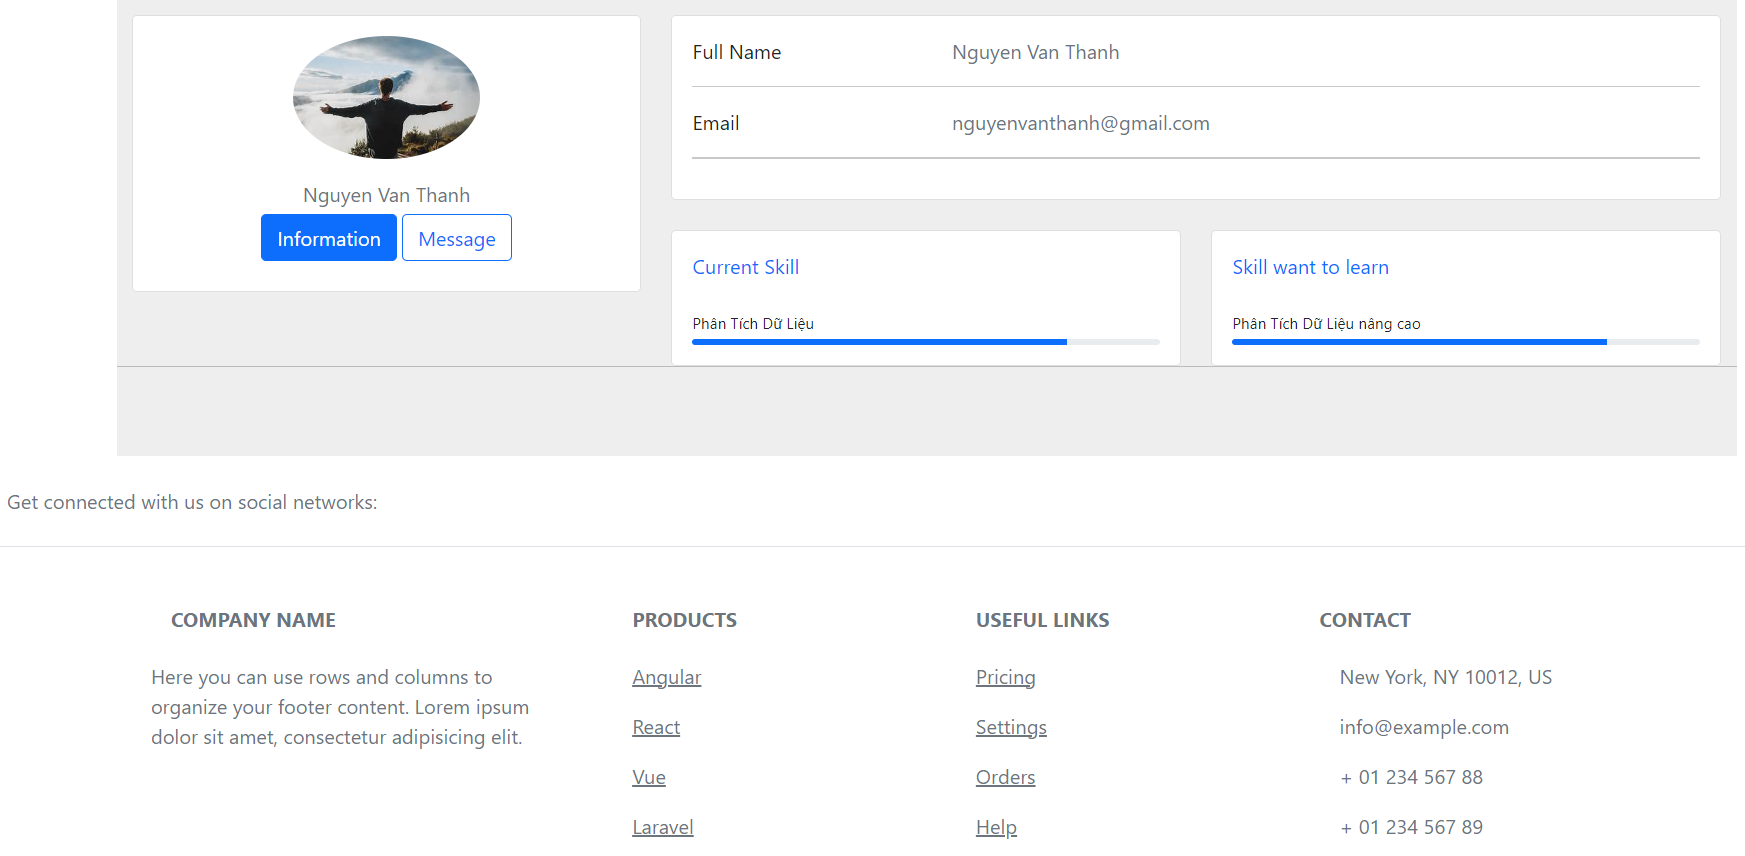 Nguyen Van Thanh
Information Message
Full Name Nguyen Van Thanh
Email nguyenvanthanh@gmail.com
Current Skill
Phân Tích Dữ Liệu
Skill want to learn
Phân Tích Dữ Liệu nâng cao
Get connected with us on social networks:
COMPANY NAME
Here you can use rows and columns to
organize your footer content. Lorem ipsum
dolor sit amet, consectetur adipisicing elit.
PRODUCTS
Angular
React
Vue
Laravel
USEFUL LINKS
Pricing
Settings
Orders
Help
CONTACT
New York, NY 10012, US
info@example.com
+ 01 234 567 88
+ 01 234 567 89